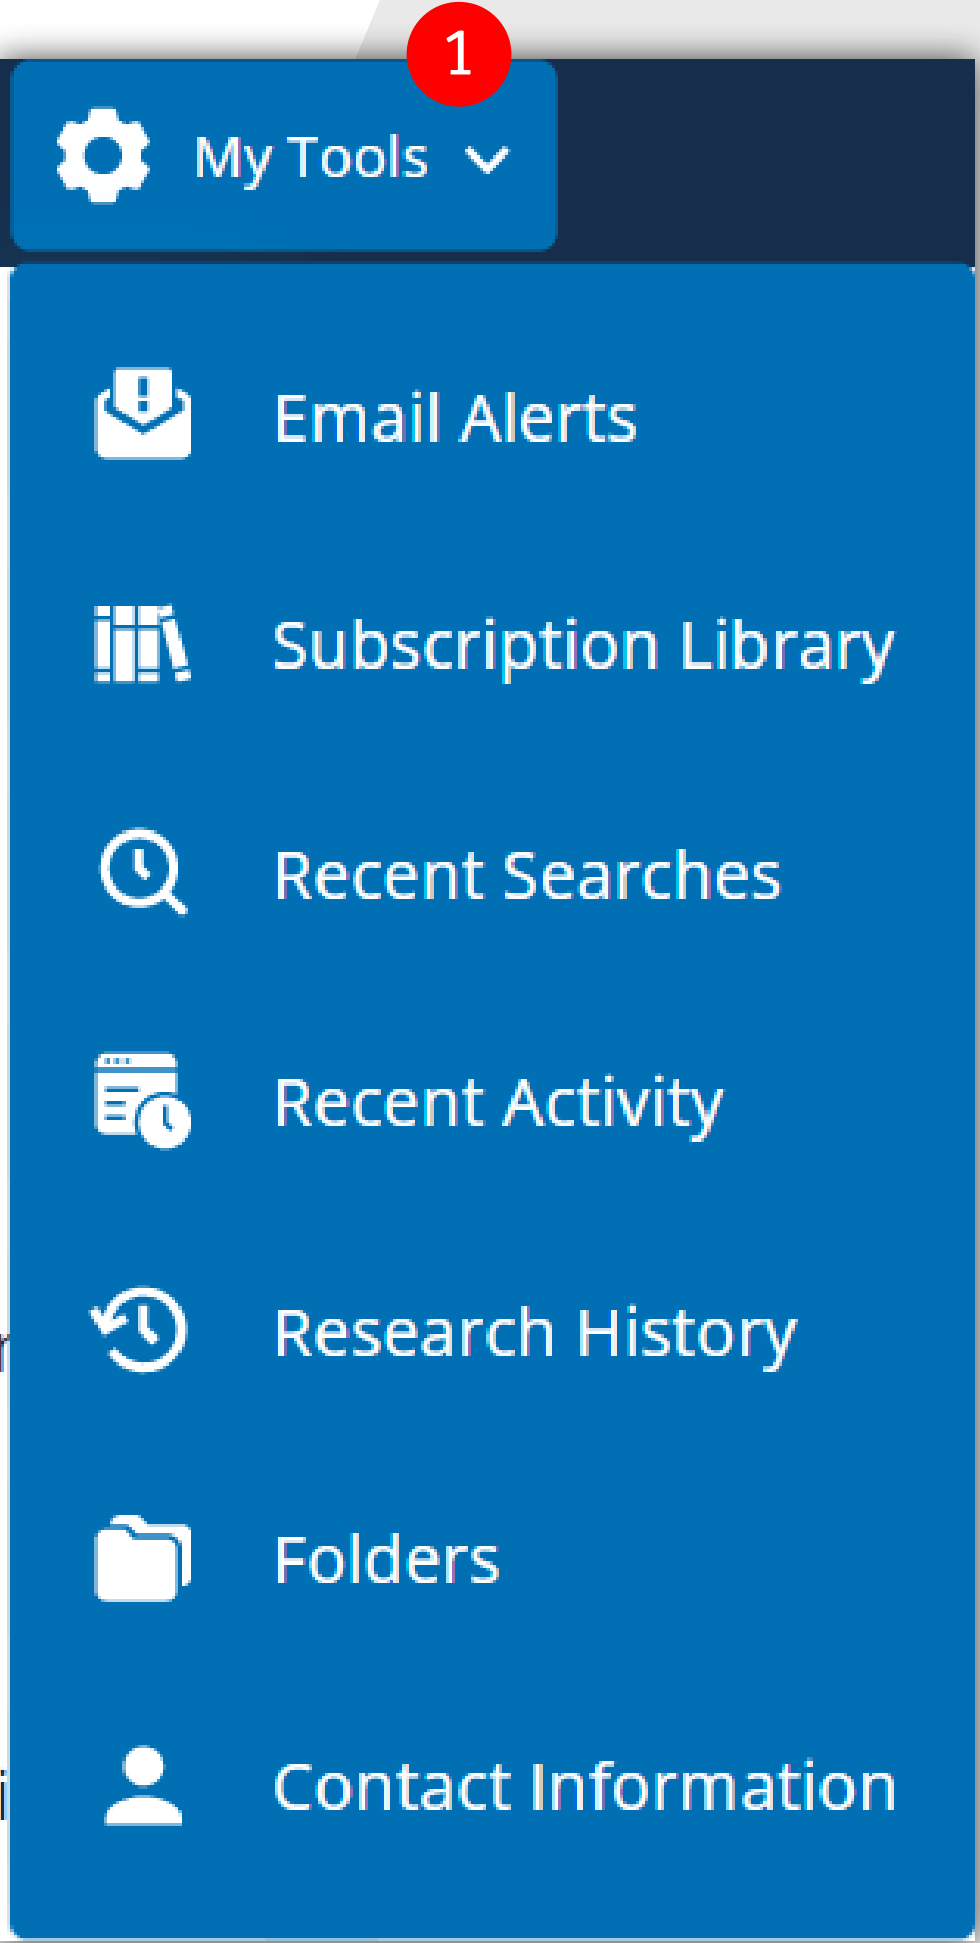 1
My Tools
Email Alerts
Subscription Library
Recent Searches
Recent Activity
Research History
Folders
Contact Information